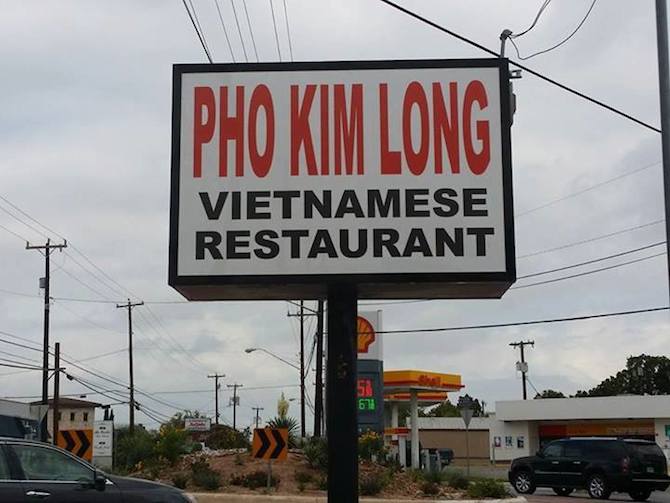 PHO KIM LONG
VIETNAMESE
RESTAURANT
Shell